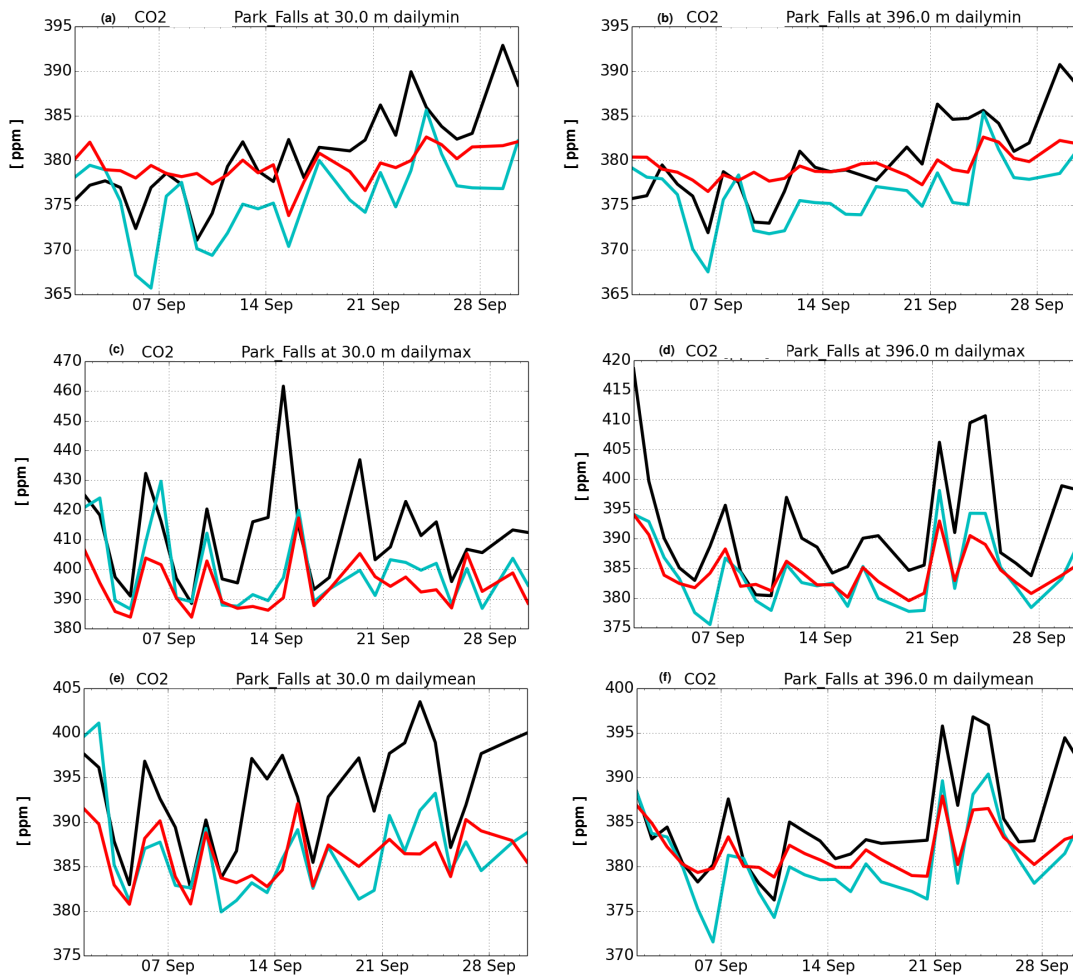 (a) CO2 Park_Falls at 30.0 m dailymin
395
390
385
380
375
370
365
[ ppm ]
07 Sep 14 Sep 21 Sep 28 Sep
(b) CO2 Park_Falls at 396.0 m dailymin
395
390
385
380
375
370
365
[ ppm ]
07 Sep 14 Sep 21 Sep 28 Sep
(c) CO2 Park_Falls at 30.0 m dailymax
470
460
450
440
430
420
410
400
390
380
[ ppm ]
07 Sep 14 Sep 21 Sep 28 Sep
(d) CO2 Park_Falls at 396.0 m dailymax
420
415
410
405
400
395
390
385
380
375
[ ppm ]
07 Sep 14 Sep 21 Sep 28 Sep
(e) CO2 Park_Falls at 30.0 m dailymean
405
400
395
390
385
380
375
[ ppm ]
07 Sep 14 Sep 21 Sep 28 Sep
(f) CO2 Park_Falls at 396.0 m dailymean
400
395
390
385
380
375
370
[ ppm ]
07 Sep 14 Sep 21 Sep 28 Sep